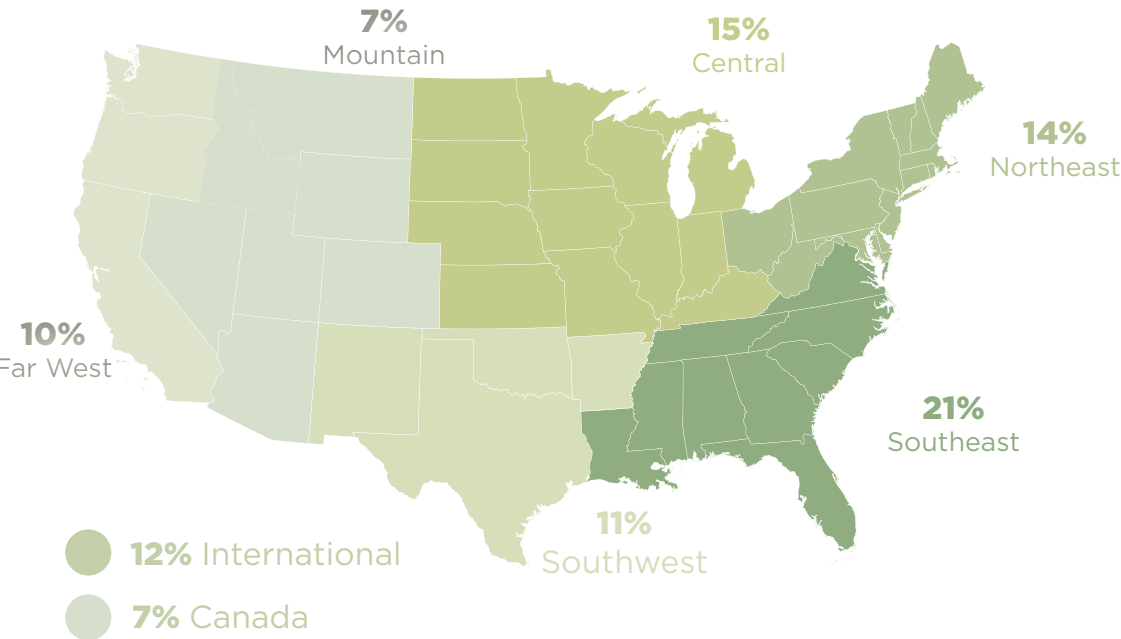 7%
Mountain
15%
Central
14%
Northeast
10%
Far West
21%
Southeast
11%
Southwest
12% International
7% Canada